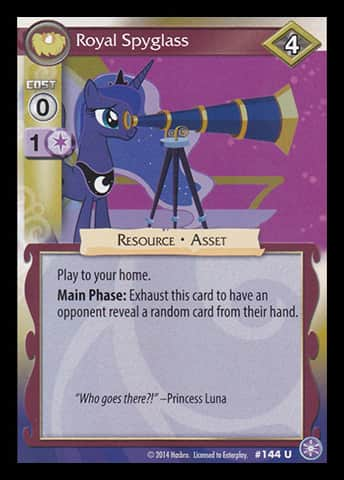 Royal Spyglass
4
COST
0
1
RESOURCE • ASSET
Play to your home.
Main Phase: Exhaust this card to have an
opponent reveal a random card from their hand.
"Who goes there?!" –Princess Luna
© 2014 Hasbro. Licensed to Enterplay. #144 U